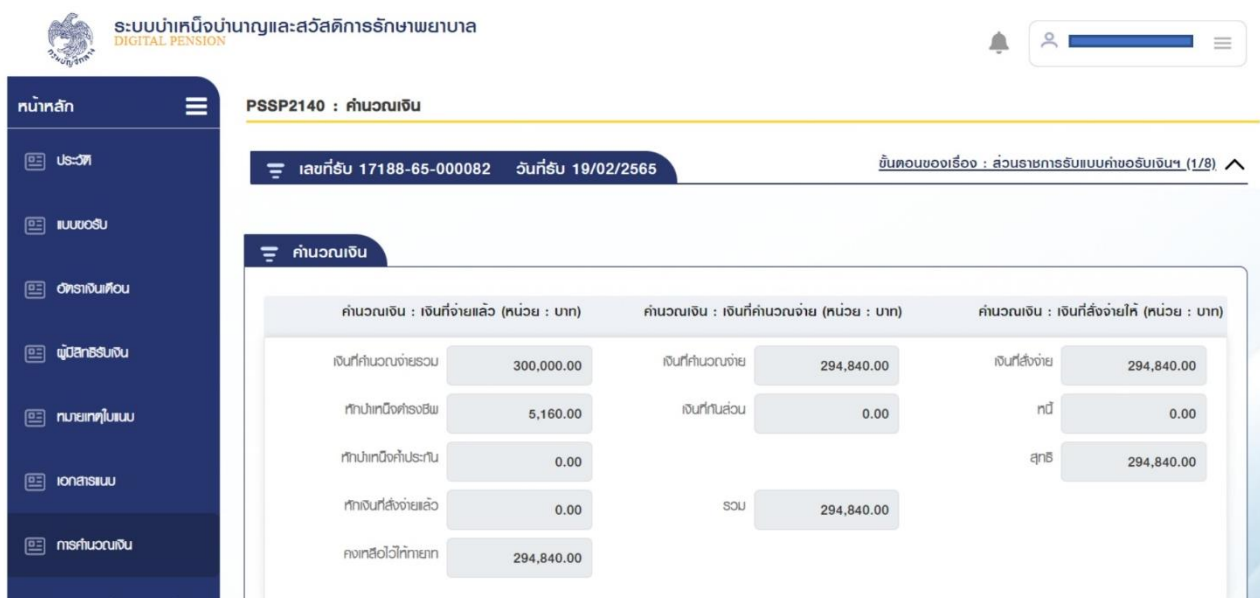 ระบบบำเหน็จบำนาญและสวัสดิการรักษาพยาบาล
DIGITAL PENSION
กรมบัญชีกลาง
หน้าหลัก
PSSP2140 : คำนวณเงิน
ประวัติ
เลขที่รับ 17188-65-000082 วันที่รับ 19/02/2565
ขั้นตอนของเรื่อง : ส่วนราชการรับแบบคำขอรับเงินฯ (1/8)
แบบขอรับ
คำนวณเงิน
อัตราเงินเดือน
คำนวณเงิน : เงินที่จ่ายแล้ว (หน่วย : บาท) คำนวณเงิน : เงินที่คำนวณจ่าย (หน่วย : บาท) คำนวณเงิน : เงินที่สั่งจ่ายให้ (หน่วย : บาท)
ผู้มีสิทธิรับเงิน
เงินที่คำนวณจ่ายรวม 300,000.00 เงินที่คำนวณจ่าย 294,840.00 เงินที่สั่งจ่าย 294,840.00
หมายเหตุใบแนบ
หักบำเหน็จดำรงชีพ 5,160.00 เงินที่กันส่วน 0.00 หนี้ 0.00
หักบำเหน็จค้ำประกัน 0.00 สุทธิ 294,840.00
เอกสารแนบ
หักเงินที่สั่งจ่ายแล้ว 0.00 รวม 294,840.00
การคำนวณเงิน
คงเหลือไว้ให้ทายาท 294,840.00